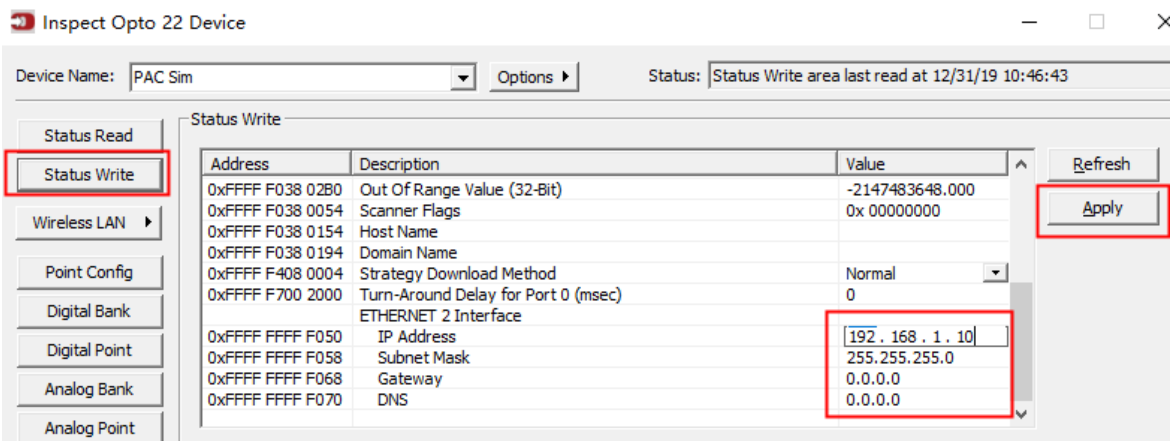 Inspect Opto 22 Device
Device Name: PAC Sim Options Status: Status Write area last read at 12/31/19 10:46:43
Status Read
Status Write
Wireless LAN
Point Config
Digital Bank
Digital Point
Analog Bank
Analog Point
Status Write
Address Description Value
0xFFFF F038 02B0 Out Of Range Value (32-Bit) -2147483648.000
0xFFFF F038 0054 Scanner Flags 0x 00000000
0xFFFF F038 0154 Host Name
0xFFFF F038 0194 Domain Name
0xFFFF F408 0004 Strategy Download Method Normal
0xFFFF F700 2000 Turn-Around Delay for Port 0 (msec) 0
ETHERNET 2 Interface
0xFFFF FFFF F050 IP Address 192 . 168 . 1 . 10
0xFFFF FFFF F058 Subnet Mask 255.255.255.0
0xFFFF FFFF F068 Gateway 0.0.0.0
0xFFFF FFFF F070 DNS 0.0.0.0
Refresh
Apply